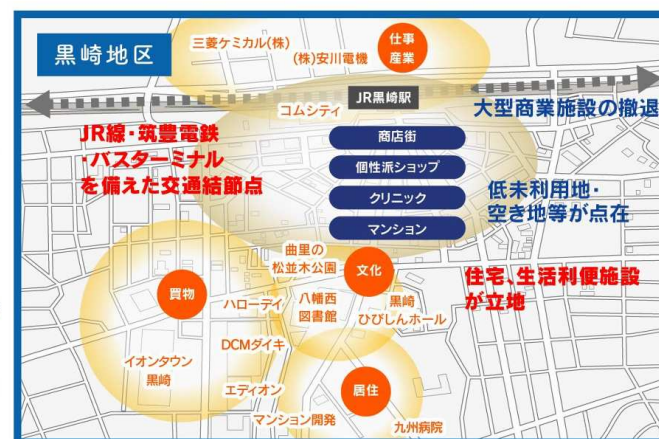 黒崎地区
三菱ケミカル(株)
(株)安川電機
仕事
産業
JR黒崎駅
コムシティ
大型商業施設の撤退
JR線・筑豊電鉄
・バスターミナル
を備えた交通結節点
商店街
個性派ショップ
クリニック
マンション
低未利用地・
空き地等が点在
曲里の
松並木公園
文化
買物
ハローデイ
八幡西
図書館
黒崎
ひびしんホール
住宅、生活利便施設
が立地
DCMダイキ
イオンタウン
黒崎
エディオン
居住
マンション開発
九州病院